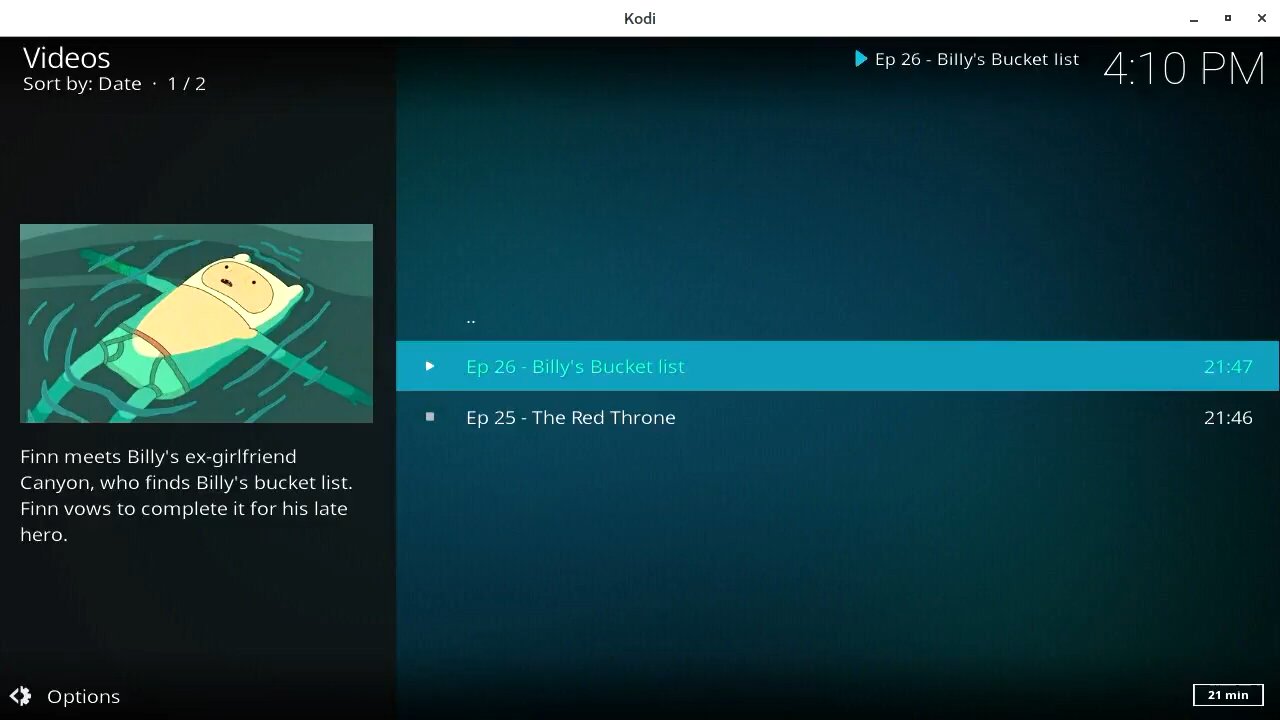 Kodi
Videos
Sort by: Date · 1 / 2
Ep 26 - Billy's Bucket list
4:10 PM
..
Ep 26 - Billy's Bucket list 21:47
Ep 25 - The Red Throne 21:46
Finn meets Billy's ex-girlfriend
Canyon, who finds Billy's bucket list.
Finn vows to complete it for his late
hero.
Options
21 min